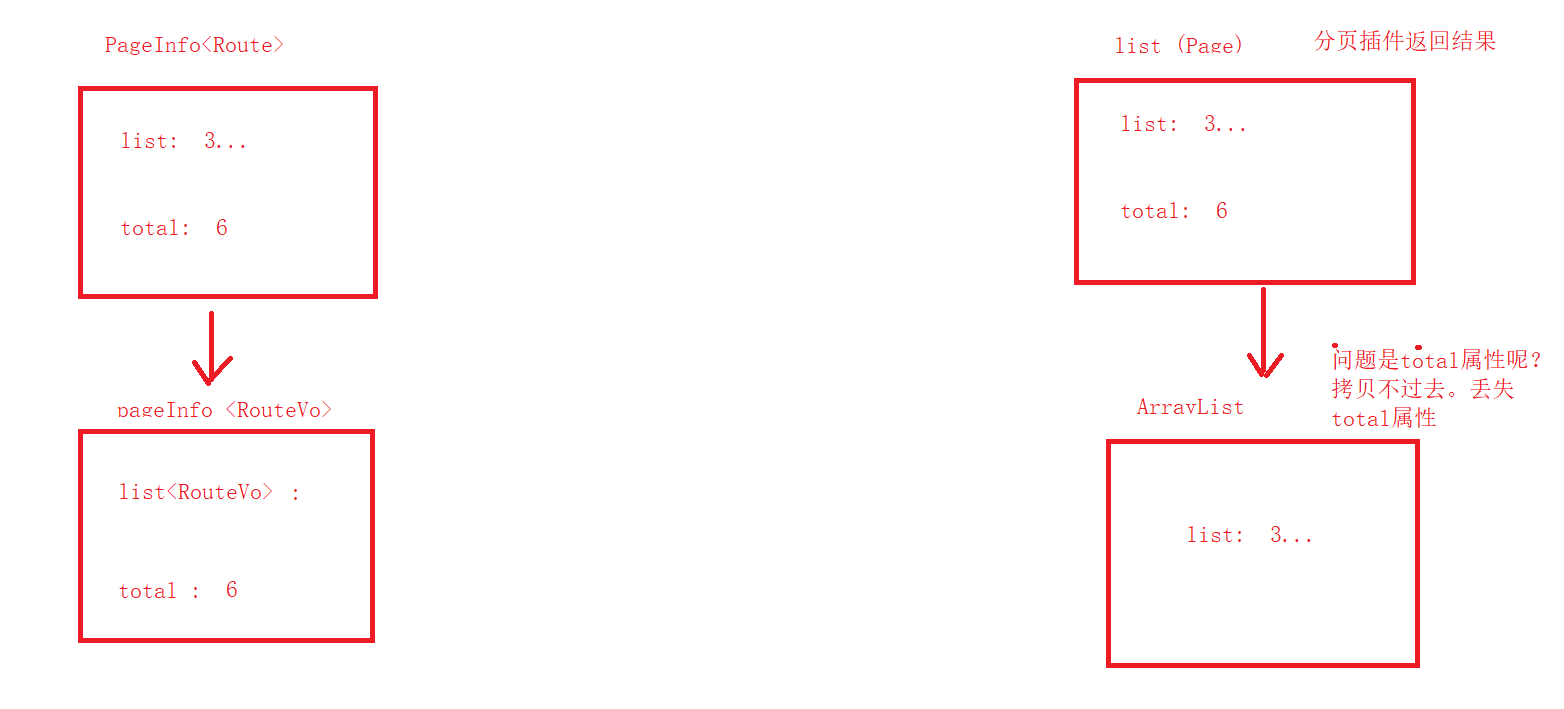 PageInfo<Route>
list: 3...
total: 6
pageInfo <RouteVo>
list<RouteVo> :
total : 6
list (Page)
分页插件返回结果
list: 3...
total: 6
问题是total属性呢?
拷贝不过去。丢失
total属性
ArrayList
list: 3...